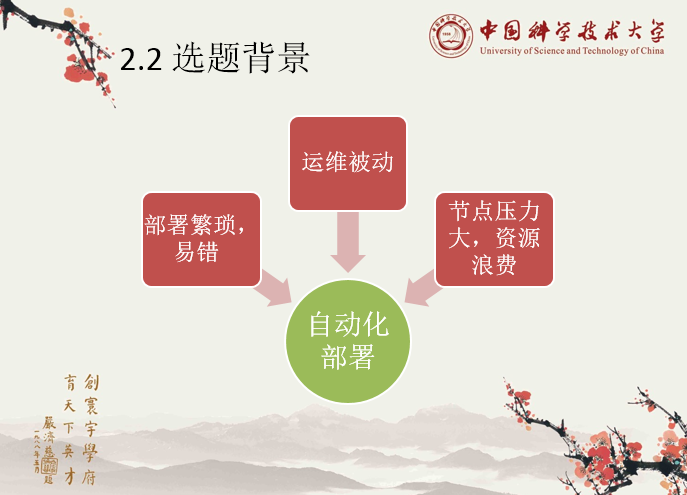 2.2 选题背景
中国科学技术大学
University of Science and Technology of China
运维被动
部署繁琐，
易错
节点压力
大，资源
浪费
自动化
部署
創寰宇學府
育天下英才
嚴濟慈
一九八八年五月
题